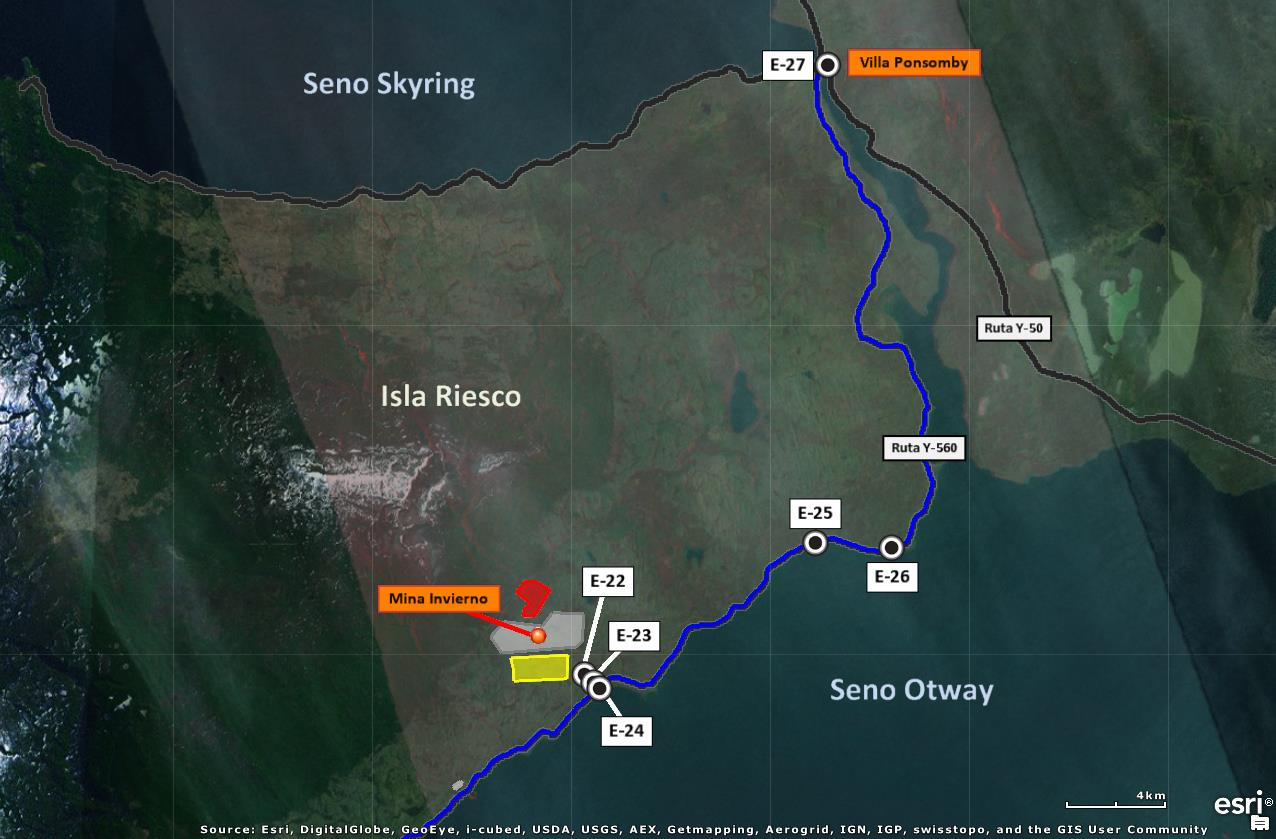 E-27
Villa Ponsomby
Seno Skyring
Ruta Y-50
Isla Riesco
Ruta Y-560
E-25
E-26
E-22
Mina Invierno
E-23
Seno Otway
E-24
4km
esri®
Source: Esri, DigitalGlobe, GeoEye, i-cubed, USDA, USGS, AEX, Getmapping, Aerogrid, IGN, IGP, swisstopo, and the GIS User Community